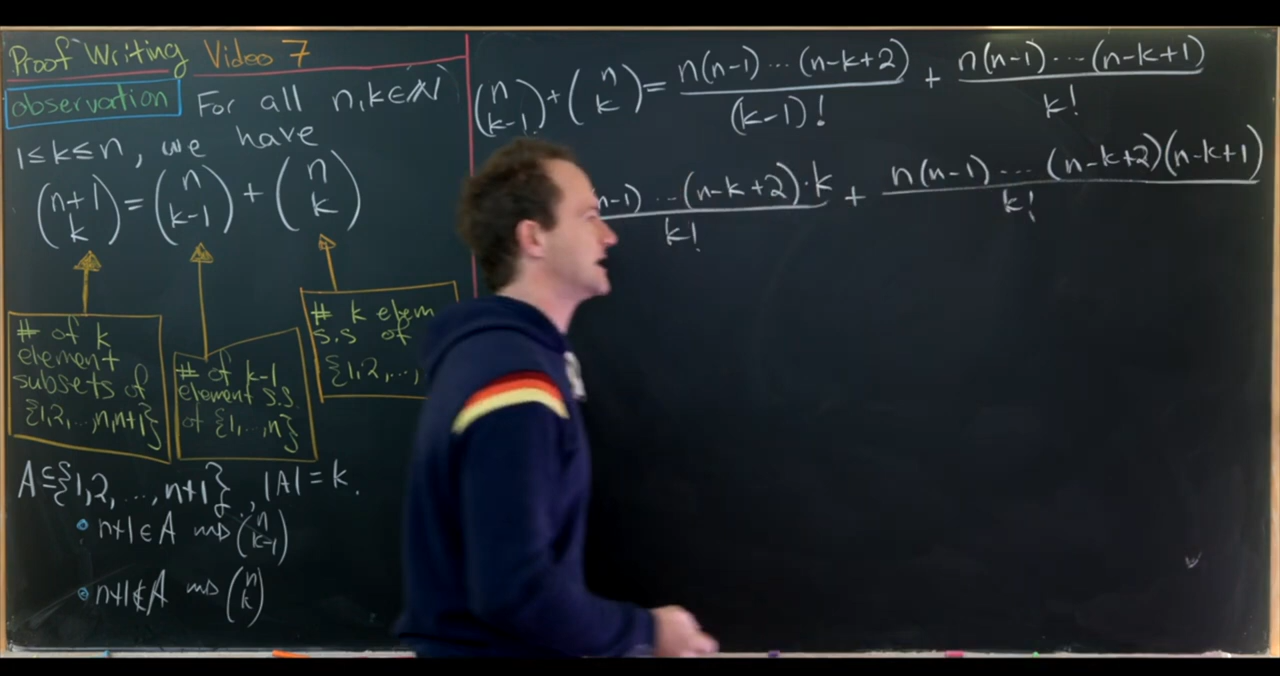 Proof Writing Video 7
observation For all n,k∈ℕ
1≤k≤n, we have
(n+1 k) = (n k-1) + (n k)
# of k
element
subsets of
{1,2,...,n,n+1}
# of k-1
element s.s.
of {1,...,n}
# k elem
s.s of
{1,2,...,
A⊆{1,2,...,n+1}, |A|=k.
• n+1∈A ⇝ (n k-1)
• n+1∉A ⇝ (n k)
(n k-1) + (n k) = n(n-1)...(n-k+2) / (k-1)! + n(n-1)...(n-k+1) / k!
n-1)...(n-k+2)·k / k! + n(n-1)...(n-k+2)(n-k+1) / k!